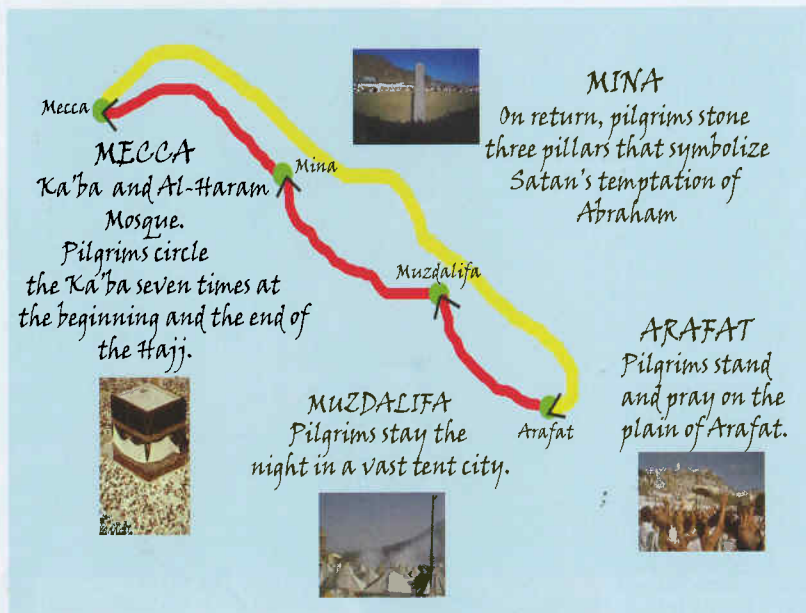 Mecca
MECCA
Ka'ba and Al-Haram
Mosque.
Pilgrims circle
the Ka'ba seven times at
the beginning and the end of
the Hajj.
Mina
MINA
On return, pilgrims stone
three pillars that symbolize
Satan's temptation of
Abraham
Muzdalifa
MUZDALIFA
Pilgrims stay the
night in a vast tent city.
Arafat
ARAFAT
Pilgrims stand
and pray on the
plain of Arafat.